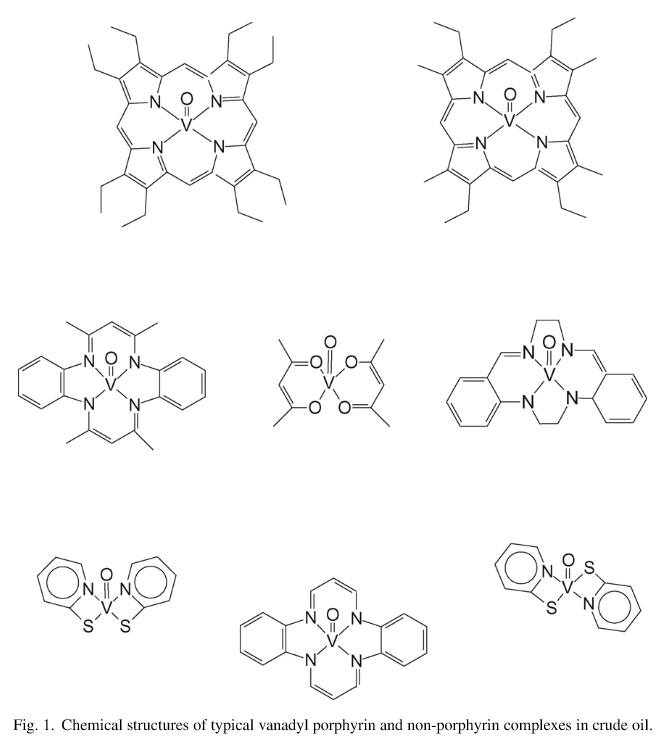 O
N N
V
N N
O
N N
V
N N
O
N N
V
N N
O
O O
V
O O
O
N N
V
N N
O
N N
V
S S
O
N N
V
N N
O
N S
V
S N
Fig. 1. Chemical structures of typical vanadyl porphyrin and non-porphyrin complexes in crude oil.